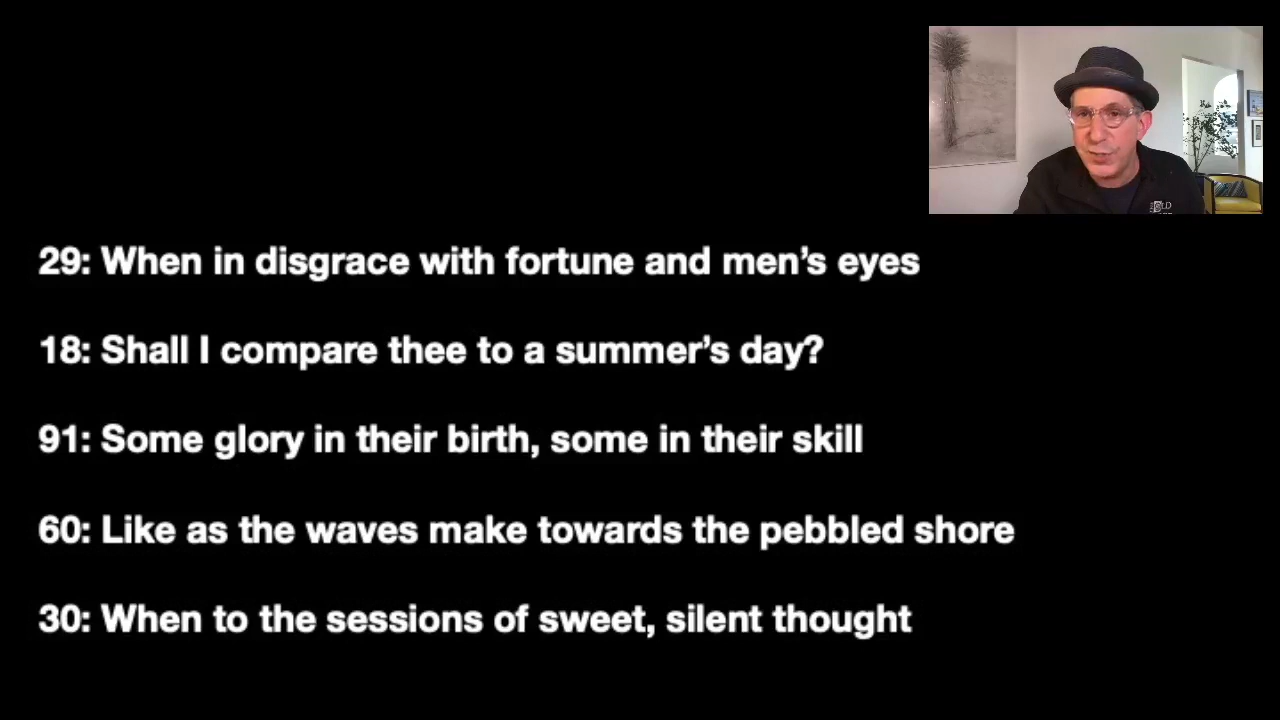 29: When in disgrace with fortune and men’s eyes
18: Shall I compare thee to a summer’s day?
91: Some glory in their birth, some in their skill
60: Like as the waves make towards the pebbled shore
30: When to the sessions of sweet, silent thought